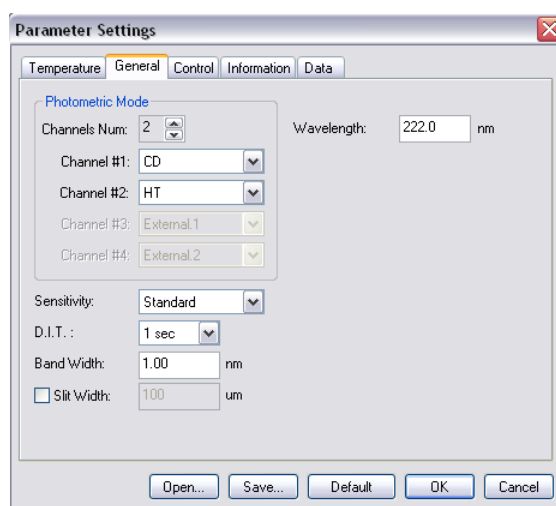 Parameter Settings
Temperature General Control Information Data
Photometric Mode
Channels Num: 2
Wavelength: 222.0 nm
Channel #1: CD
Channel #2: HT
Channel #3: External.1
Channel #4: External.2
Sensitivity: Standard
D.I.T. : 1 sec
Band Width: 1.00 nm
Slit Width: 100 um
Open... Save... Default OK Cancel